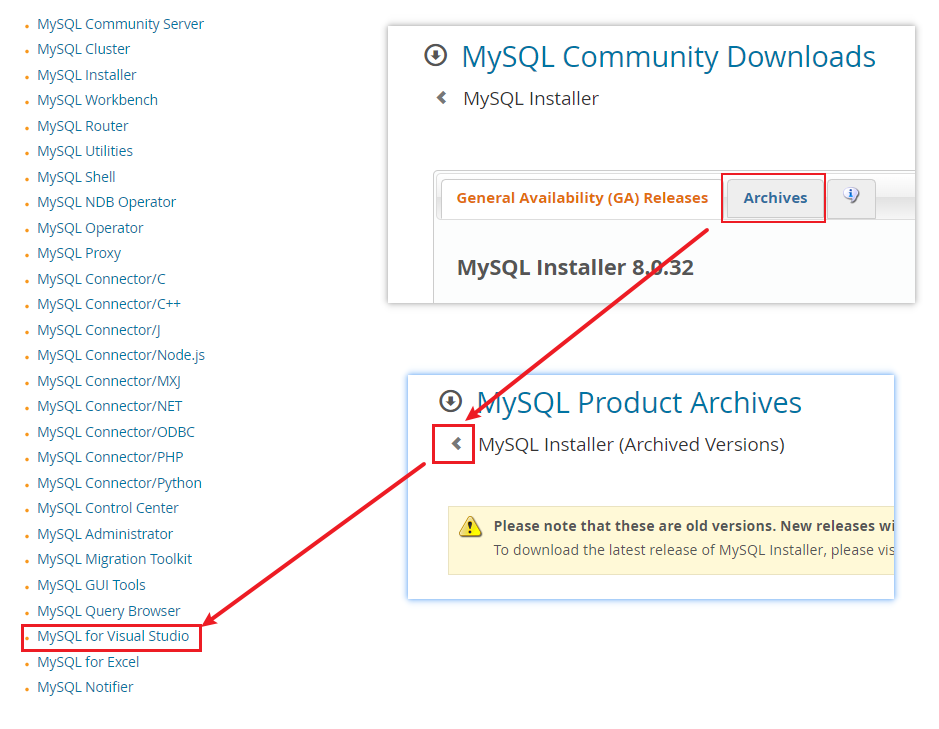 MySQL Community Server
MySQL Cluster
MySQL Installer
MySQL Workbench
MySQL Router
MySQL Utilities
MySQL Shell
MySQL NDB Operator
MySQL Operator
MySQL Proxy
MySQL Connector/C
MySQL Connector/C++
MySQL Connector/J
MySQL Connector/Node.js
MySQL Connector/MXJ
MySQL Connector/NET
MySQL Connector/ODBC
MySQL Connector/PHP
MySQL Connector/Python
MySQL Control Center
MySQL Administrator
MySQL Migration Toolkit
MySQL GUI Tools
MySQL Query Browser
MySQL for Visual Studio
MySQL for Excel
MySQL Notifier
MySQL Community Downloads
MySQL Installer
General Availability (GA) Releases Archives
MySQL Installer 8.0.32
MySQL Product Archives
MySQL Installer (Archived Versions)
Please note that these are old versions. New releases wi
To download the latest release of MySQL Installer, please vis